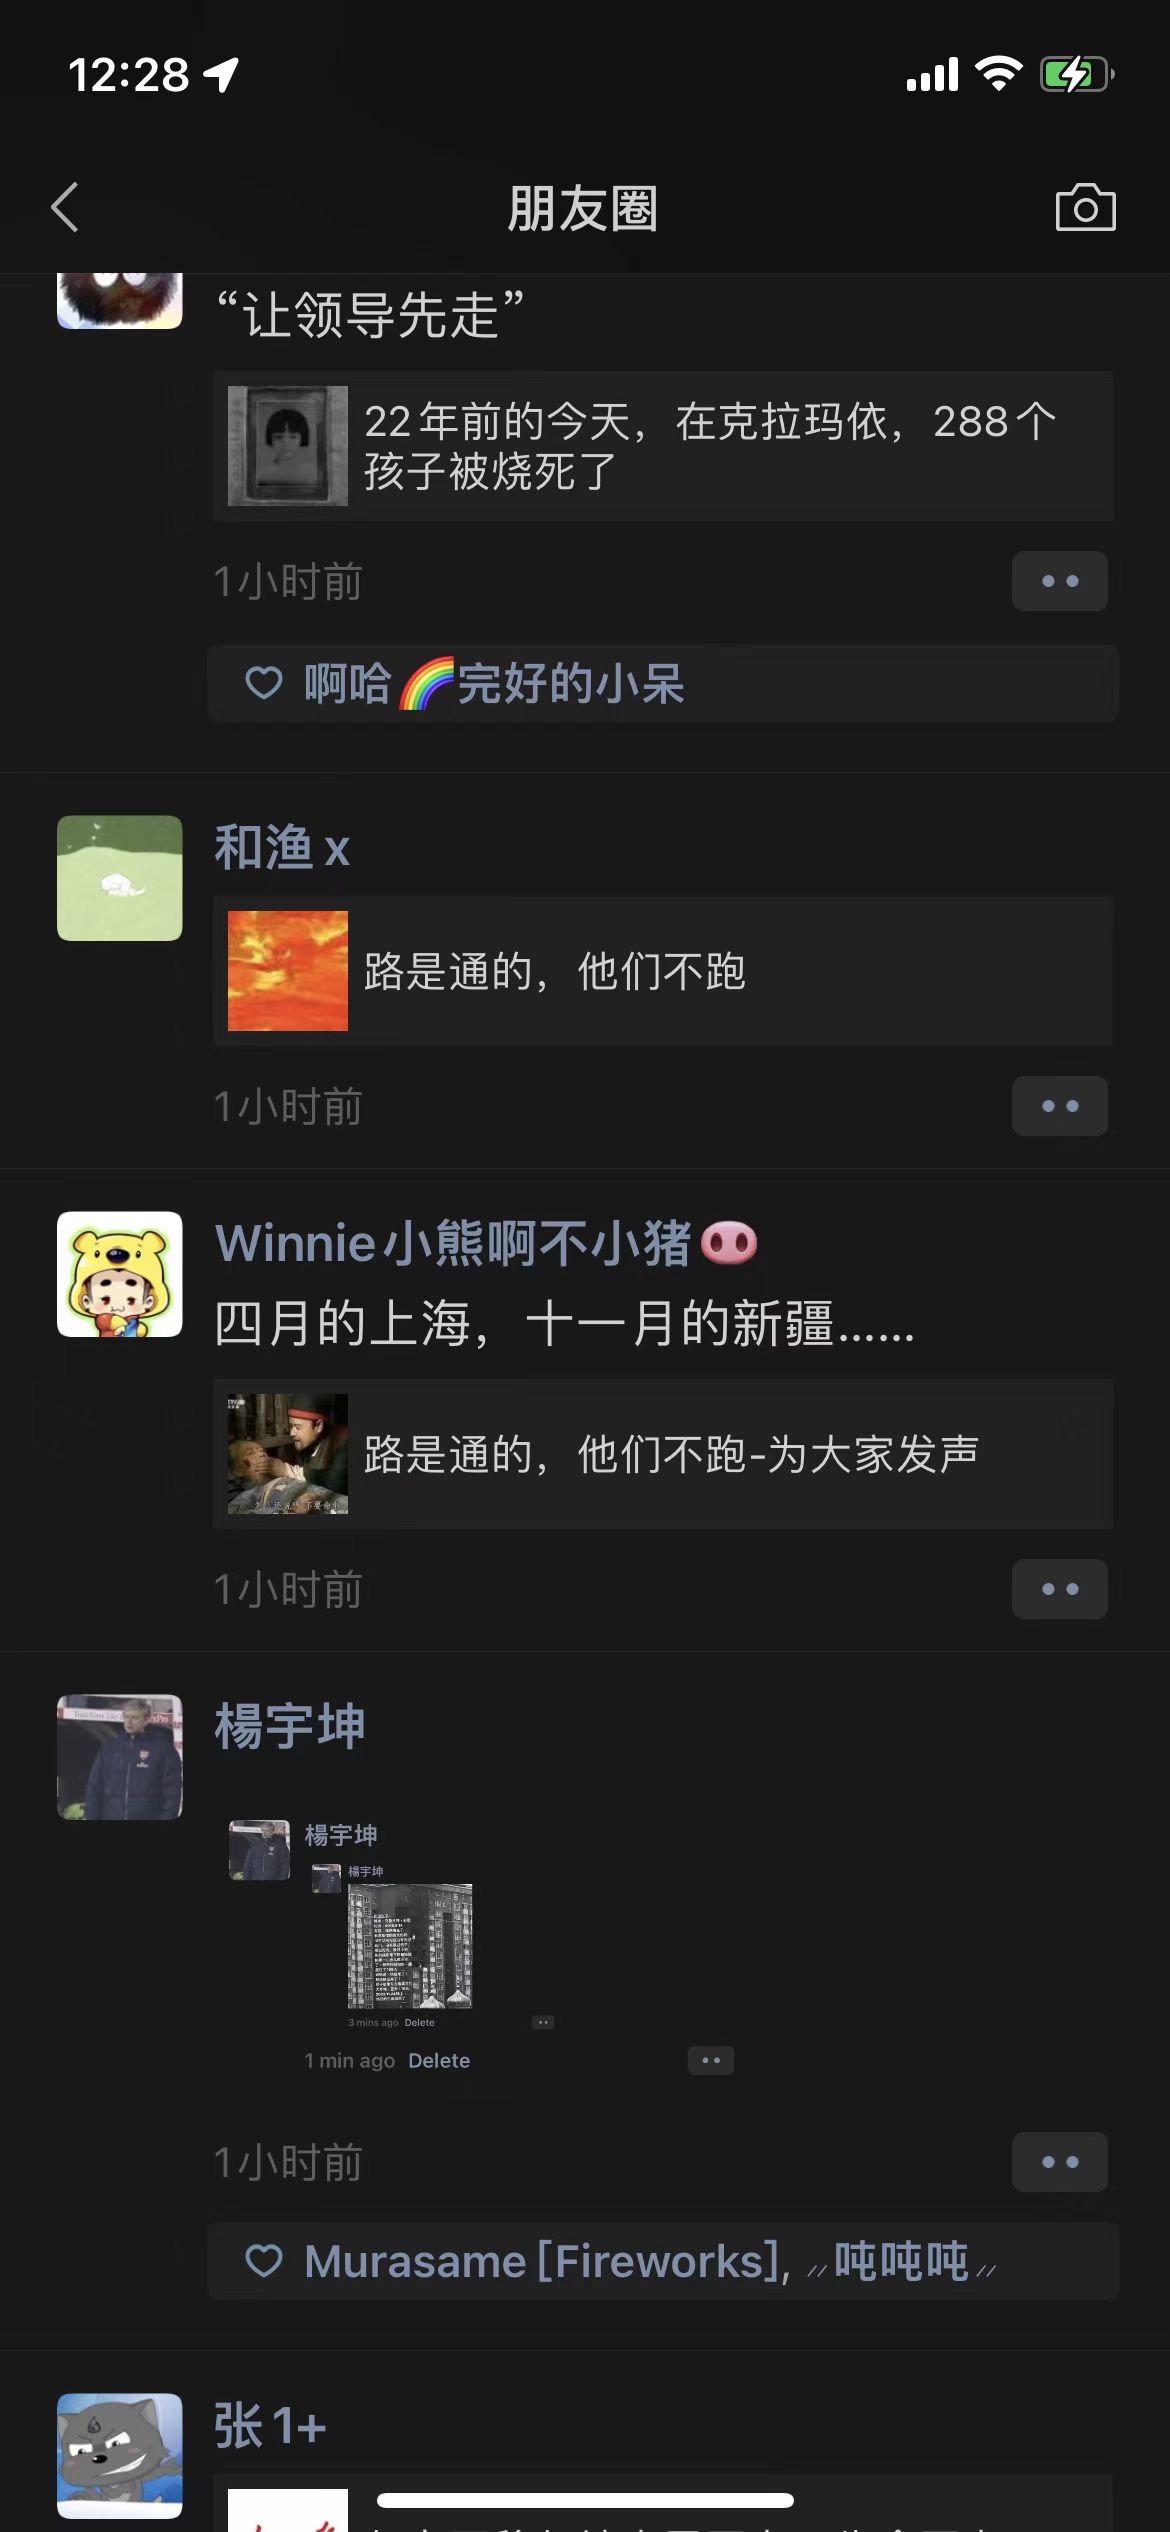 12:28
朋友圈
“让领导先走”
22年前的今天，在克拉玛依，288个
孩子被烧死了
1小时前
啊哈🌈完好的小呆
和渔x
路是通的，他们不跑
1小时前
Winnie小熊啊不小猪🐽
四月的上海，十一月的新疆……
路是通的，他们不跑-为大家发声
1小时前
楊宇坤
楊宇坤
楊宇坤
3 mins ago Delete
1 min ago Delete
1小时前
Murasame [Fireworks], 〃吨吨吨〃
张1+